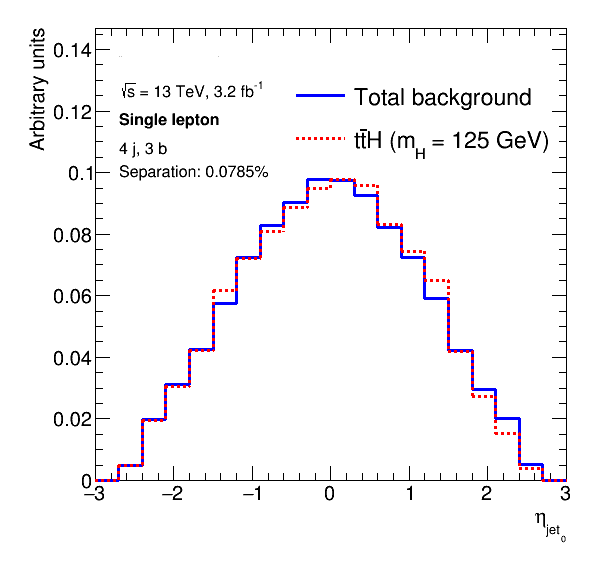 Arbitrary units
0.14
0.12
0.1
0.08
0.06
0.04
0.02
0
√s = 13 TeV, 3.2 fb⁻¹
Single lepton
4 j, 3 b
Separation: 0.0785%
Total background
tt̄H (m_H = 125 GeV)
−3 −2 −1 0 1 2 3
η_jet_0